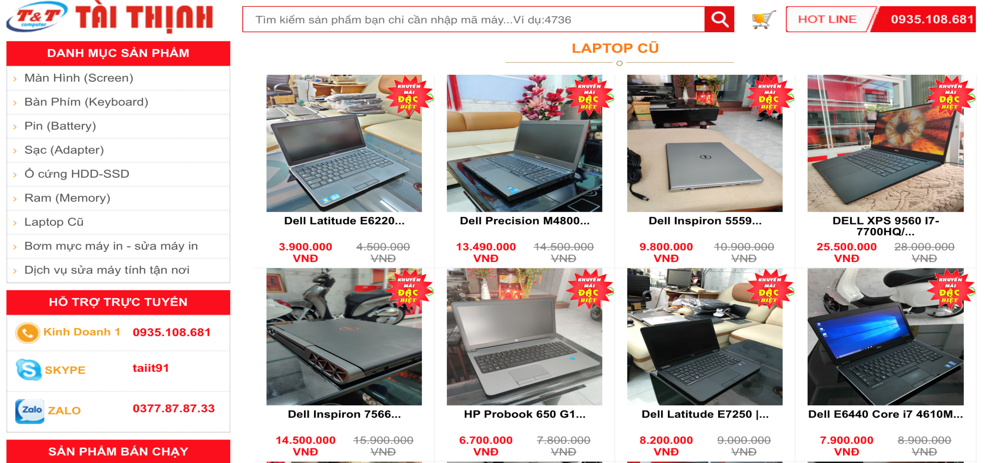 T&T
computer
TÀI THỊNH
Tìm kiếm sản phẩm bạn chỉ cần nhập mã máy...Ví dụ:4736
HOT LINE
0935.108.681
DANH MỤC SẢN PHẨM
Màn Hình (Screen)
Bàn Phím (Keyboard)
Pin (Battery)
Sạc (Adapter)
Ổ cứng HDD-SSD
Ram (Memory)
Laptop Cũ
Bơm mực máy in - sửa máy in
Dịch vụ sửa máy tính tận nơi
HỖ TRỢ TRỰC TUYẾN
Kinh Doanh 1
0935.108.681
SKYPE
taiit91
Zalo
ZALO
0377.87.87.33
SẢN PHẨM BÁN CHẠY
LAPTOP CŨ
KHUYẾN
MÃI
ĐẶC
BIỆT
KHUYẾN
MÃI
ĐẶC
BIỆT
KHUYẾN
MÃI
ĐẶC
BIỆT
KHUYẾN
MÃI
ĐẶC
BIỆT
Dell Latitude E6220...
3.900.000
VNĐ
4.500.000
VNĐ
Dell Precision M4800...
13.490.000
VNĐ
14.500.000
VNĐ
Dell Inspiron 5559...
9.800.000
VNĐ
10.900.000
VNĐ
DELL XPS 9560 I7-
7700HQ/...
25.500.000
VNĐ
28.000.000
VNĐ
KHUYẾN
MÃI
ĐẶC
BIỆT
KHUYẾN
MÃI
ĐẶC
BIỆT
KHUYẾN
MÃI
ĐẶC
BIỆT
KHUYẾN
MÃI
ĐẶC
BIỆT
Dell Inspiron 7566...
14.500.000
VNĐ
15.900.000
VNĐ
HP Probook 650 G1...
6.700.000
VNĐ
7.800.000
VNĐ
Dell Latitude E7250 |...
8.200.000
VNĐ
9.000.000
VNĐ
Dell E6440 Core i7 4610M...
7.900.000
VNĐ
8.900.000
VNĐ